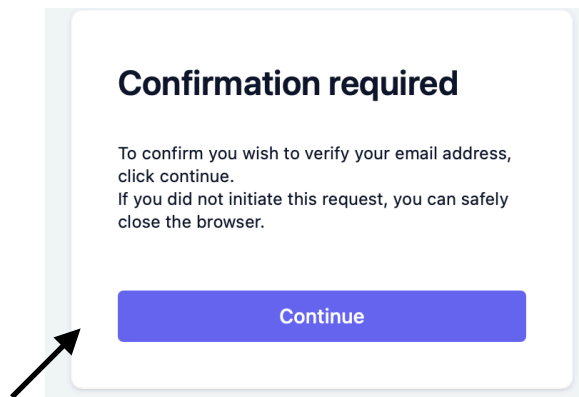 Confirmation required
To confirm you wish to verify your email address,
click continue.
If you did not initiate this request, you can safely
close the browser.
Continue